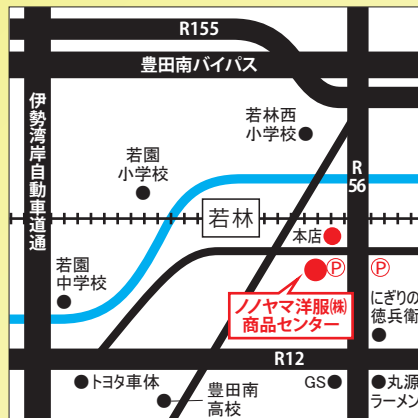 R155
豊田南バイパス
伊勢湾岸自動車道通
若林西
小学校
若園
小学校
R
56
若林
本店
P
P
若園
中学校
ノノヤマ洋服㈱
商品センター
にぎりの
徳兵衛
R12
トヨタ車体
豊田南
高校
GS
丸源
ラーメン